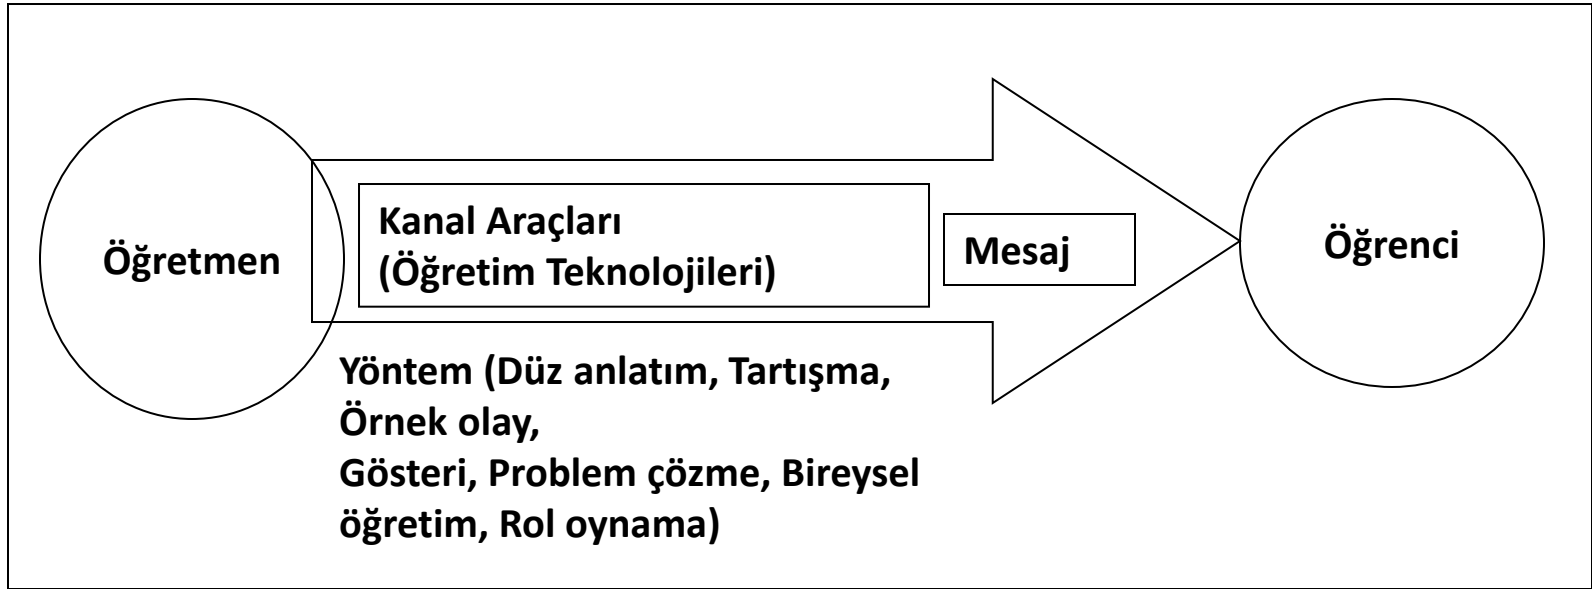 Öğretmen
Kanal Araçları
(Öğretim Teknolojileri)
Mesaj
Öğrenci
Yöntem (Düz anlatım, Tartışma,
Örnek olay,
Gösteri, Problem çözme, Bireysel
öğretim, Rol oynama)